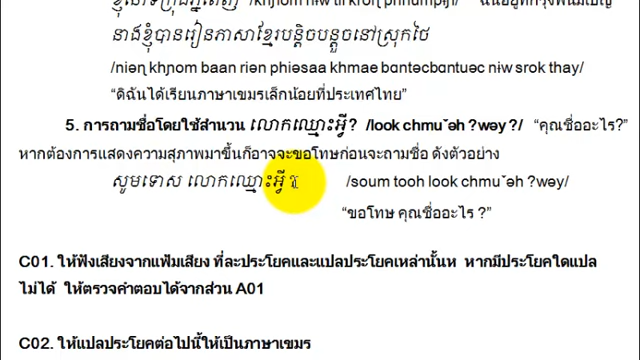 នាងខ្ញុំបានរៀនភាសាខ្មែរបន្តិចបន្តួចនៅស្រុកថៃ
/niəŋ kɲɲom baan riən phiəsaa khmae bɑntəcbɑntuəc nɨw srok thay/
“ดิฉันได้เรียนภาษาเขมรเล็กน้อยที่ประเทศไทย”
5. การถามชื่อโดยใช้สำนวน លោកឈ្មោះអ្វី? /look chmuˇəh ?wəy ?/ “คุณชื่ออะไร?”
หากต้องการแสดงความสุภาพมาขึ้นก็อาจจะขอโทษก่อนจะถามชื่อ ดังตัวอย่าง
សូមទោស លោកឈ្មោះអ្វី ? /soum tooh look chmuˇəh ?wəy/
“ขอโทษ คุณชื่ออะไร ?”
C01. ให้ฟังเสียงจากแฟ้มเสียง ที่ละประโยคและแปลประโยคเหล่านั้นห หากมีประโยคใดแปล
ไม่ได้ ให้ตรวจคำตอบได้จากส่วน A01
C02. ให้แปลประโยคต่อไปนี้ให้เป็นภาษาเขมร